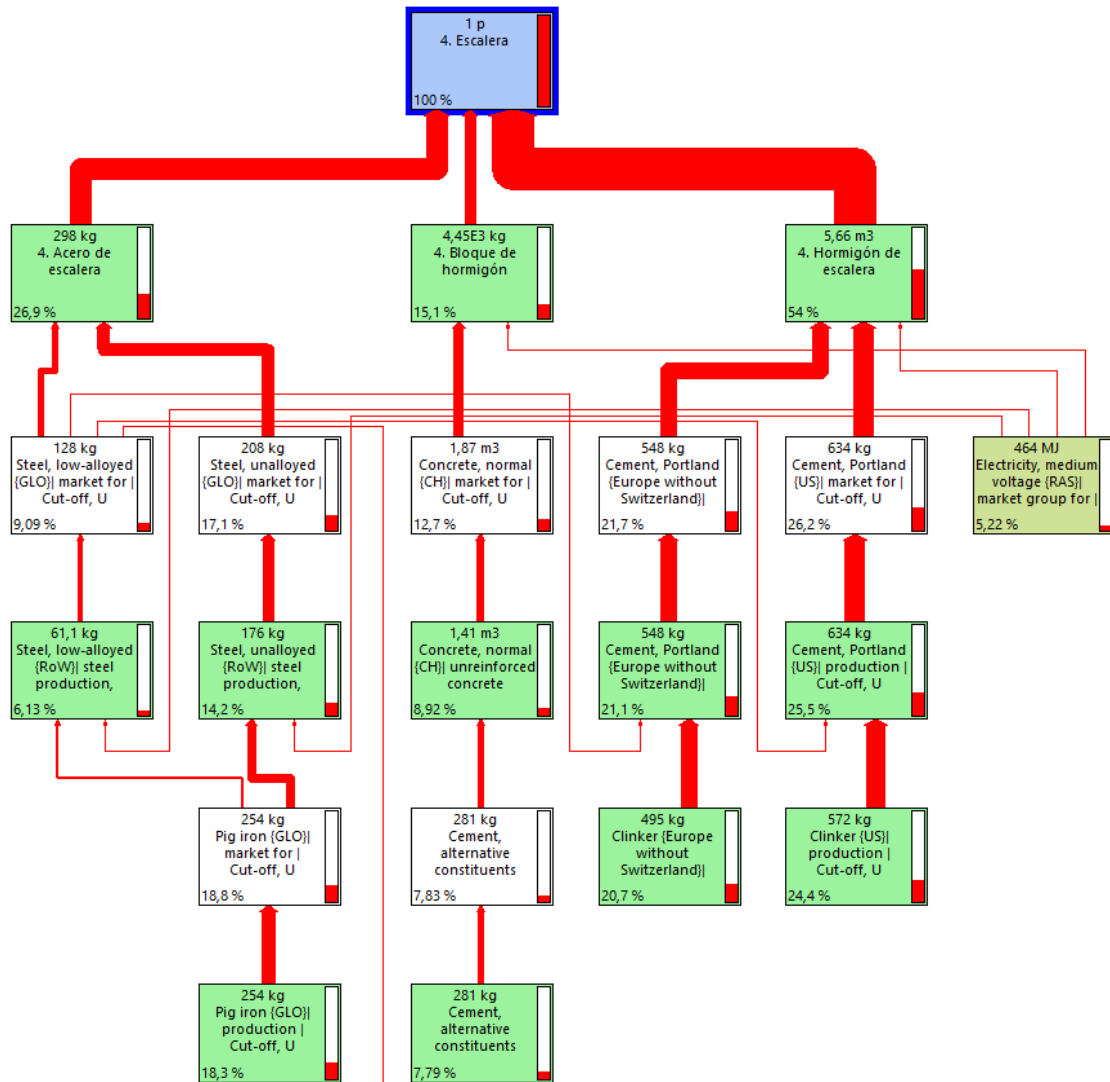 1 p
4. Escalera
100 %
298 kg
4. Acero de
escalera
26,9 %
4,45E3 kg
4. Bloque de
hormigón
15,1 %
5,66 m3
4. Hormigón de
escalera
54 %
128 kg
Steel, low-alloyed
{GLO}| market for |
Cut-off, U
9,09 %
208 kg
Steel, unalloyed
{GLO}| market for |
Cut-off, U
17,1 %
1,87 m3
Concrete, normal
{CH}| market for |
Cut-off, U
12,7 %
548 kg
Cement, Portland
{Europe without
Switzerland}|
21,7 %
634 kg
Cement, Portland
{US}| market for |
Cut-off, U
26,2 %
464 MJ
Electricity, medium
voltage {RAS}|
market group for |
5,22 %
61,1 kg
Steel, low-alloyed
{RoW}| steel
production,
6,13 %
176 kg
Steel, unalloyed
{RoW}| steel
production,
14,2 %
1,41 m3
Concrete, normal
{CH}| unreinforced
concrete
8,92 %
548 kg
Cement, Portland
{Europe without
Switzerland}|
21,1 %
634 kg
Cement, Portland
{US}| production |
Cut-off, U
25,5 %
254 kg
Pig iron {GLO}|
market for |
Cut-off, U
18,8 %
281 kg
Cement,
alternative
constituents
7,83 %
495 kg
Clinker {Europe
without
Switzerland}|
20,7 %
572 kg
Clinker {US}|
production |
Cut-off, U
24,4 %
254 kg
Pig iron {GLO}|
production |
Cut-off, U
18,3 %
281 kg
Cement,
alternative
constituents
7,79 %